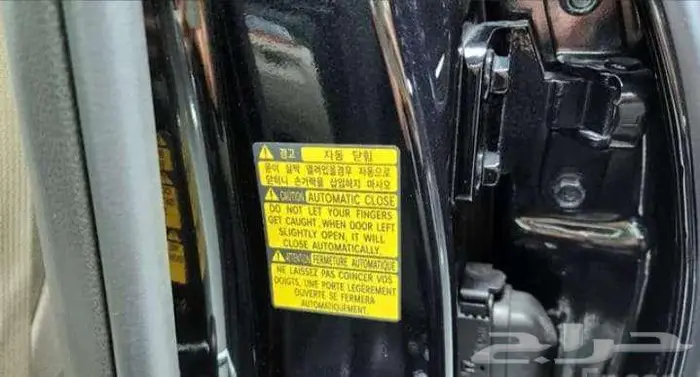 경고 자동 닫힘
문이 살짝 열려있을경우 자동으로
닫히니 손가락을 삽입하지 마시오
CAUTION AUTOMATIC CLOSE
DO NOT LET YOUR FINGERS
GET CAUGHT. WHEN DOOR LEFT
SLIGHTLY OPEN, IT WILL
CLOSE AUTOMATICALLY.
ATTENTION FERMETURE AUTOMATIQUE
NE LAISSEZ PAS COINCER VOS
DOIGTS, UNE PORTE LÉGÈREMENT
OUVERTE SE FERMERA
AUTOMATIQUEMENT.
حراج